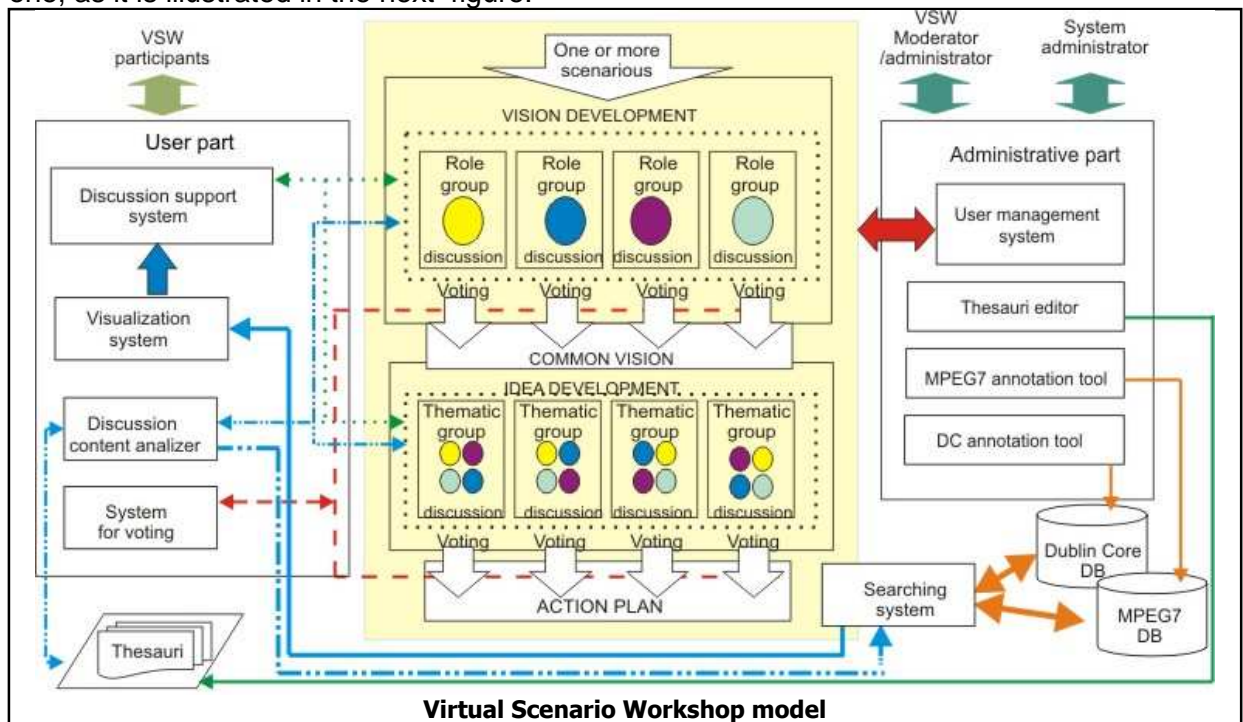 one, as it is illustrated in the next figure.
VSW
participants
User part
Discussion support
system
Visualization
system
Discussion
content analizer
System
for voting
Thesauri
One or more
scenarious
VISION DEVELOPMENT
Role
group
discussion
Role
group
discussion
Role
group
discussion
Role
group
discussion
Voting
Voting
Voting
Voting
COMMON VISION
IDEA DEVELOPMENT
Thematic
group
discussion
Thematic
group
discussion
Thematic
group
discussion
Thematic
group
discussion
Voting
Voting
Voting
Voting
ACTION PLAN
VSW
Moderator
/administrator
System
administrator
Administrative part
User management
system
Thesauri editor
MPEG7 annotation tool
DC annotation tool
Searching
system
Dublin Core
DB
MPEG7
DB
Virtual Scenario Workshop model